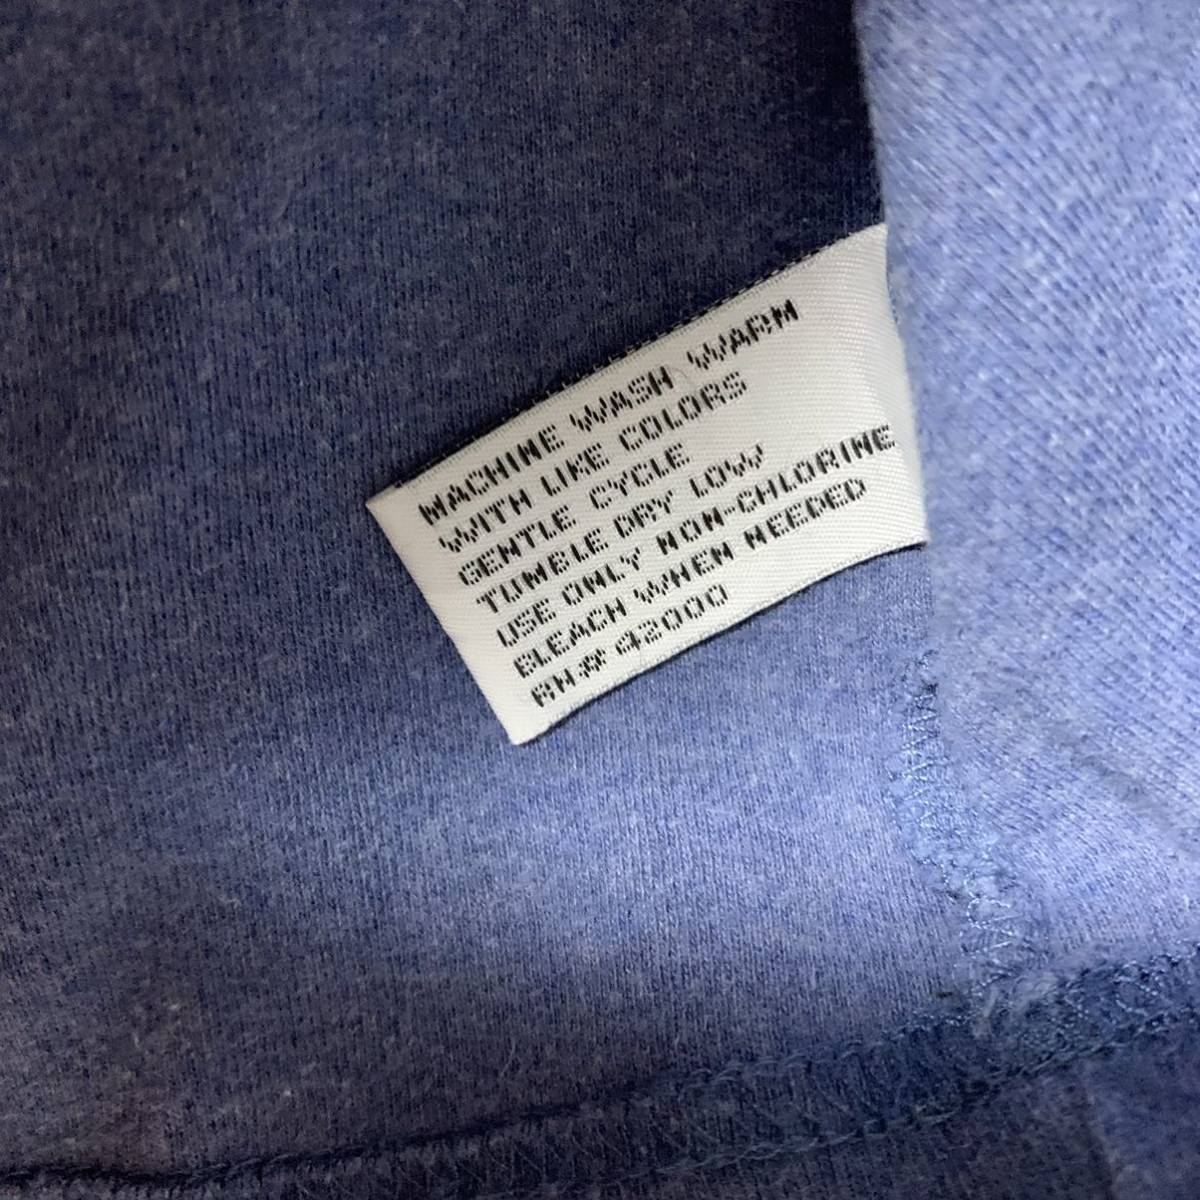 MACHINE WASH WARM
WITH LIKE COLORS
GENTLE CYCLE
TUMBLE DRY LOW
USE ONLY NON-CHLORINE
BLEACH WHEN NEEDED
RN# 42000